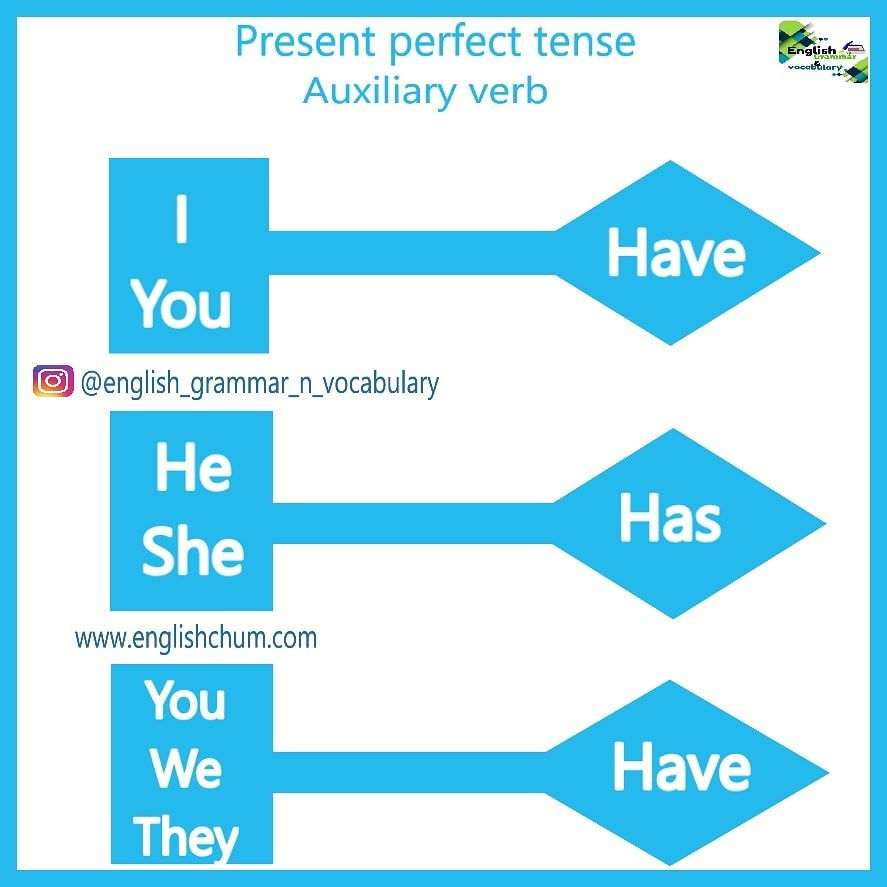 Present perfect tense
Auxiliary verb
English
Grammar
&
vocabulary
I
You
Have
@english_grammar_n_vocabulary
He
She
Has
www.englishchum.com
You
We
They
Have